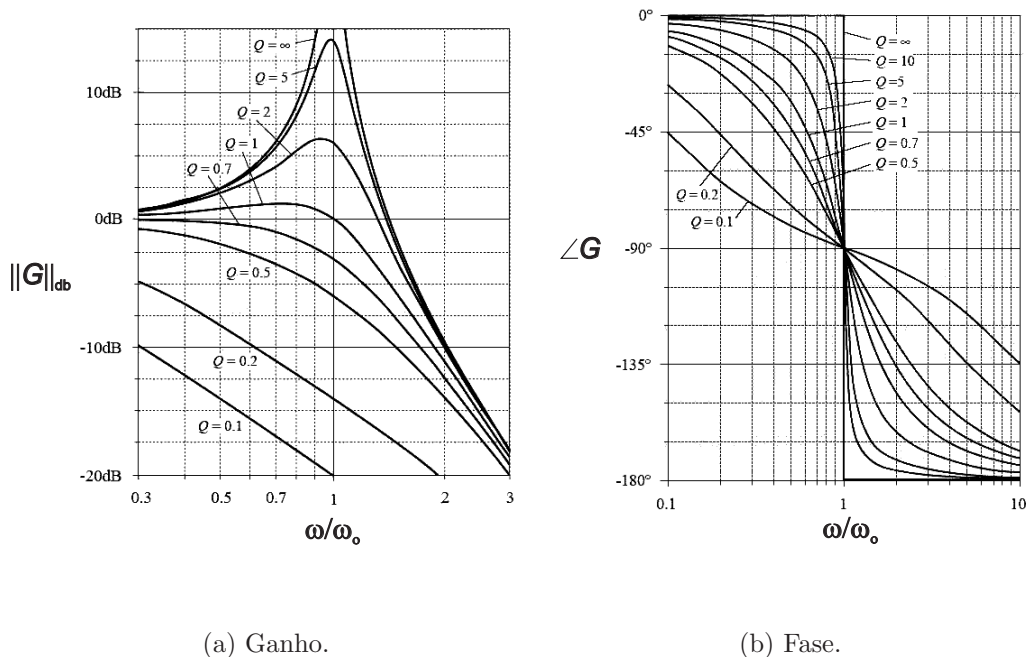 Q = ∞
Q = 5
10dB
Q = 2
Q = 1
Q = 0.7
0dB
‖G‖db
Q = 0.5
-10dB
Q = 0.2
Q = 0.1
-20dB
0.3
0.5
0.7
1
2
3
ω/ωo
(a) Ganho.
0°
Q = ∞
Q = 10
Q =5
Q = 2
Q = 1
Q = 0.7
Q = 0.5
-45°
Q = 0.2
Q = 0.1
∠G
-90°
-135°
-180°
0.1
1
10
ω/ωo
(b) Fase.